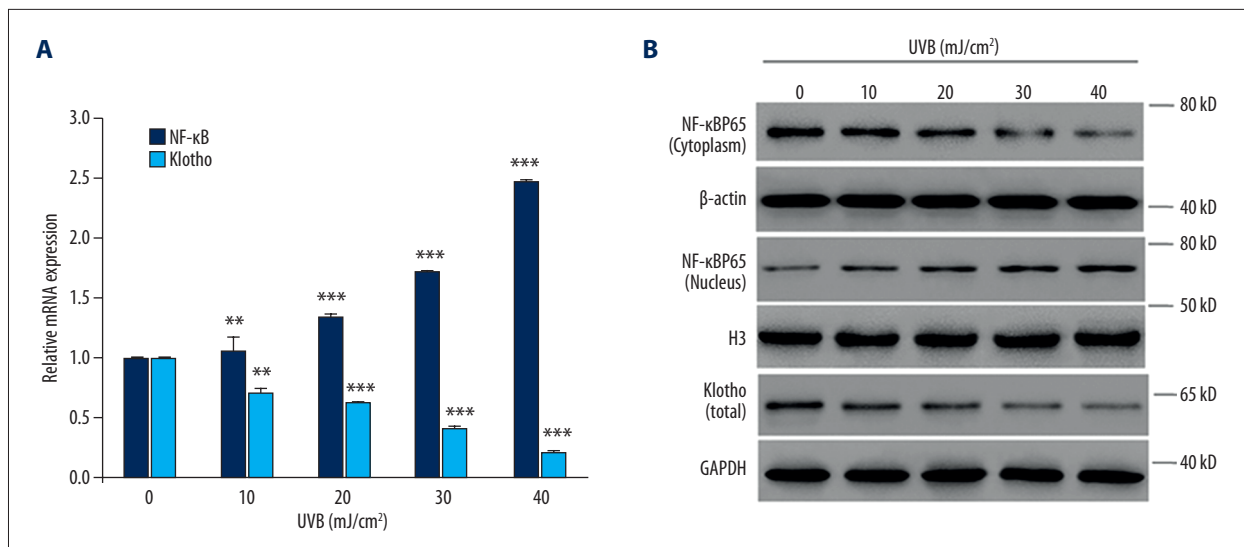 A
3.0
2.5
2.0
1.5
1.0
0.5
0.0
Relative mRNA expression
NF-κB
Klotho
**
**
***
***
***
***
***
***
0
10
20
30
40
UVB (mJ/cm²)
B
UVB (mJ/cm²)
0 10 20 30 40
80 kD
NF-κBP65
(Cytoplasm)
β-actin
40 kD
80 kD
NF-κBP65
(Nucleus)
50 kD
H3
Klotho
(total)
65 kD
GAPDH
40 kD